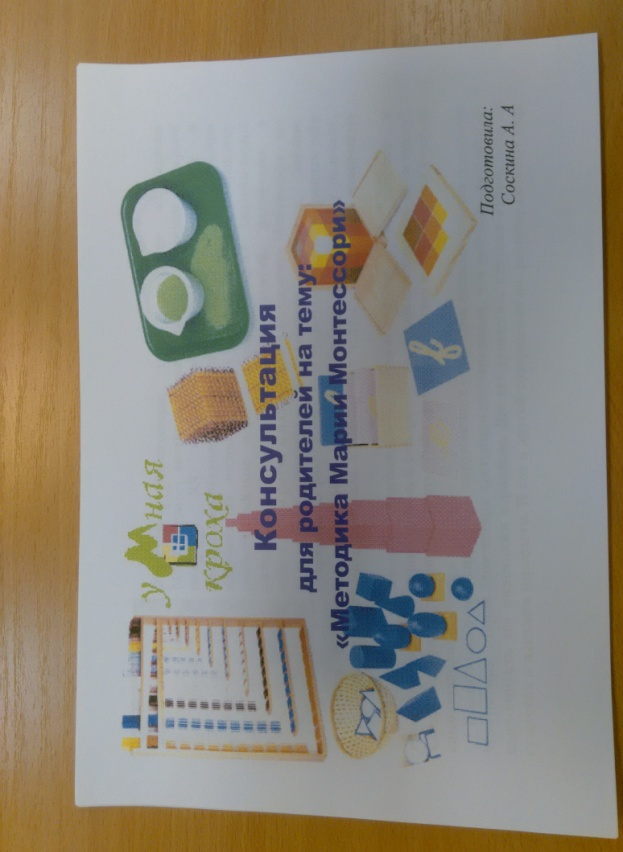 умная
кроха
Консультация
для родителей на тему:
«Методика Марии Монтессори»
Подготовила:
Соскина А. А